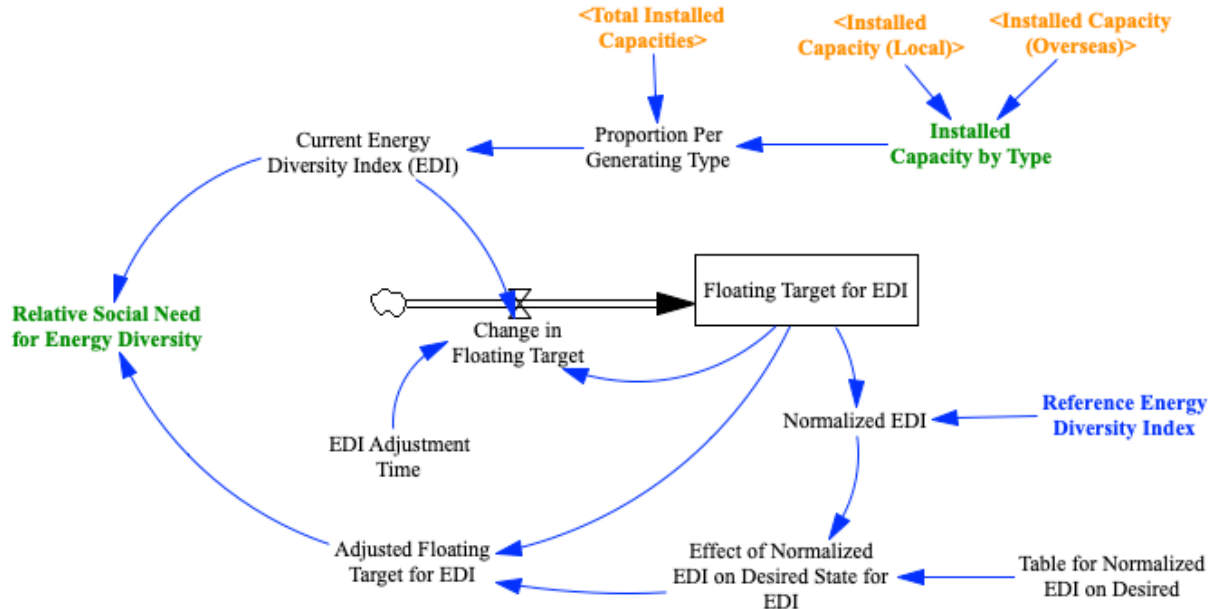 <Total Installed
Capacities>
<Installed
Capacity (Local)>
<Installed Capacity
(Overseas)>
Current Energy
Diversity Index (EDI)
Proportion Per
Generating Type
Installed
Capacity by Type
Relative Social Need
for Energy Diversity
Floating Target for EDI
Change in
Floating Target
EDI Adjustment
Time
Normalized EDI
Reference Energy
Diversity Index
Adjusted Floating
Target for EDI
Effect of Normalized
EDI on Desired State for
EDI
Table for Normalized
EDI on Desired